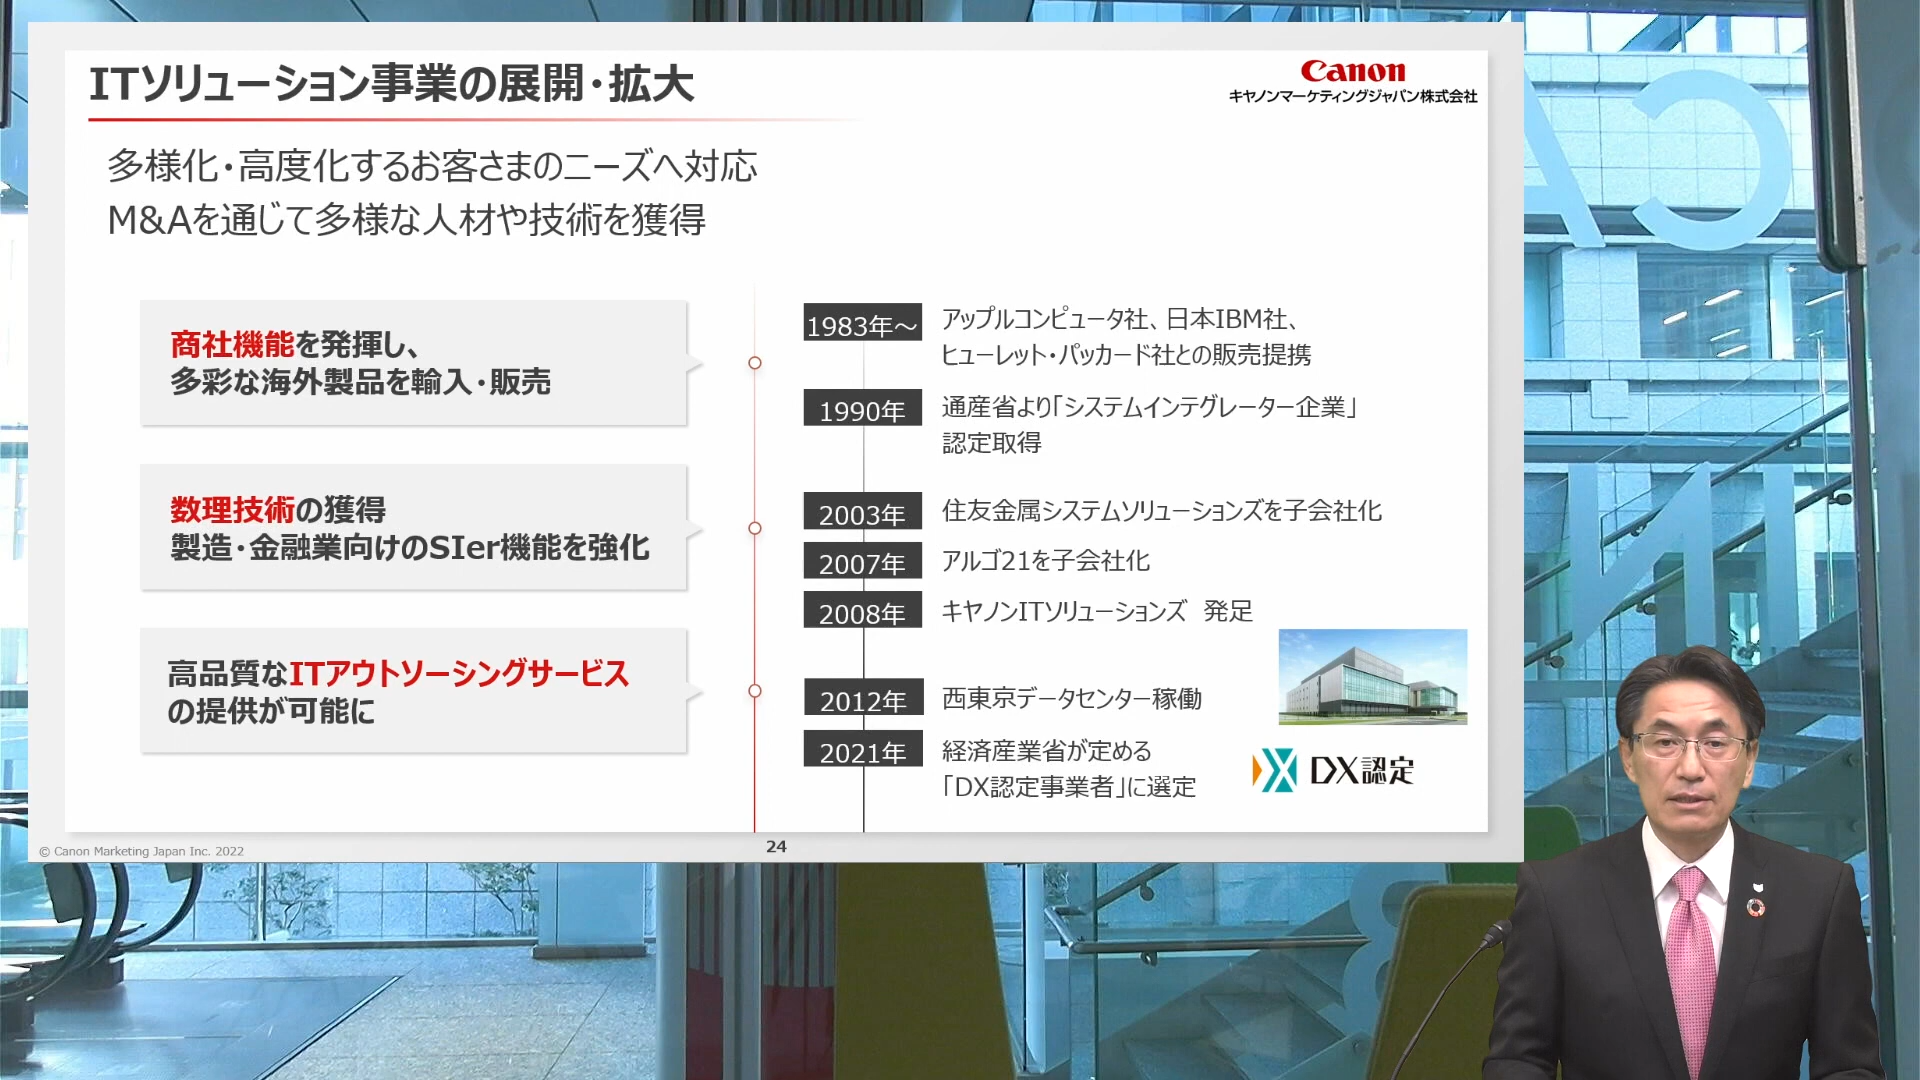 ITソリューション事業の展開・拡大
Canon
キヤノンマーケティングジャパン株式会社
多様化・高度化するお客さまのニーズへ対応
M&Aを通じて多様な人材や技術を獲得
商社機能を発揮し、
多彩な海外製品を輸入・販売
数理技術の獲得
製造・金融業向けのSIer機能を強化
高品質なITアウトソーシングサービス
の提供が可能に
1983年～
アップルコンピュータ社、日本IBM社、
ヒューレット・パッカード社との販売提携
1990年
通産省より「システムインテグレーター企業」
認定取得
2003年
住友金属システムソリューションズを子会社化
2007年
アルゴ21を子会社化
2008年
キヤノンITソリューションズ　発足
2012年
西東京データセンター稼働
2021年
経済産業省が定める
「DX認定事業者」に選定
DX認定
© Canon Marketing Japan Inc. 2022
24